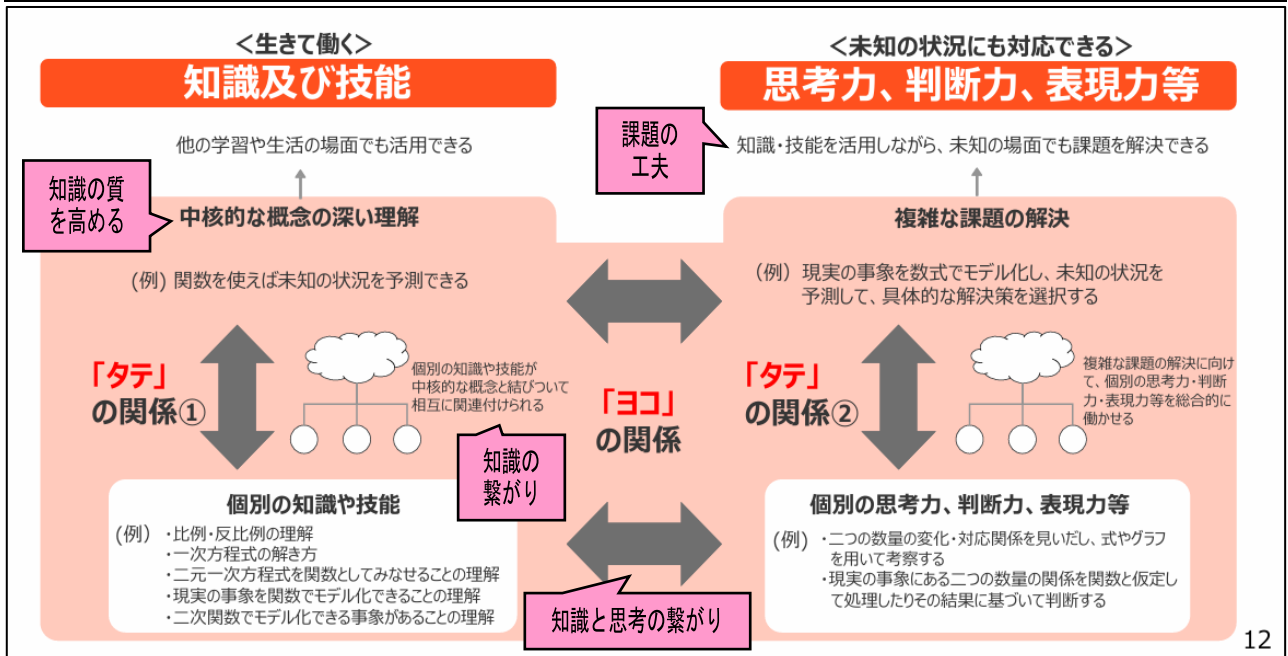 ＜生きて働く＞
知識及び技能
他の学習や生活の場面でも活用できる
知識の質
を高める
中核的な概念の深い理解
(例) 関数を使えば未知の状況を予測できる
「タテ」
の関係①
個別の知識や技能が
中核的な概念と結びついて
相互に関連付けられる
知識の
繋がり
個別の知識や技能
(例) ・比例・反比例の理解
・一次方程式の解き方
・二元一次方程式を関数としてみなせることの理解
・現実の事象を関数でモデル化できることの理解
・二次関数でモデル化できる事象があることの理解
「ヨコ」
の関係
知識と思考の繋がり
＜未知の状況にも対応できる＞
思考力、判断力、表現力等
課題の
工夫
知識・技能を活用しながら、未知の場面でも課題を解決できる
複雑な課題の解決
(例) 現実の事象を数式でモデル化し、未知の状況を
予測して、具体的な解決策を選択する
「タテ」
の関係②
複雑な課題の解決に向け
て、個別の思考力・判断
力・表現力等を総合的に
働かせる
個別の思考力、判断力、表現力等
(例) ・二つの数量の変化・対応関係を見いだし、式やグラフ
を用いて考察する
・現実の事象にある二つの数量の関係を関数と仮定し
て処理したりその結果に基づいて判断する
12